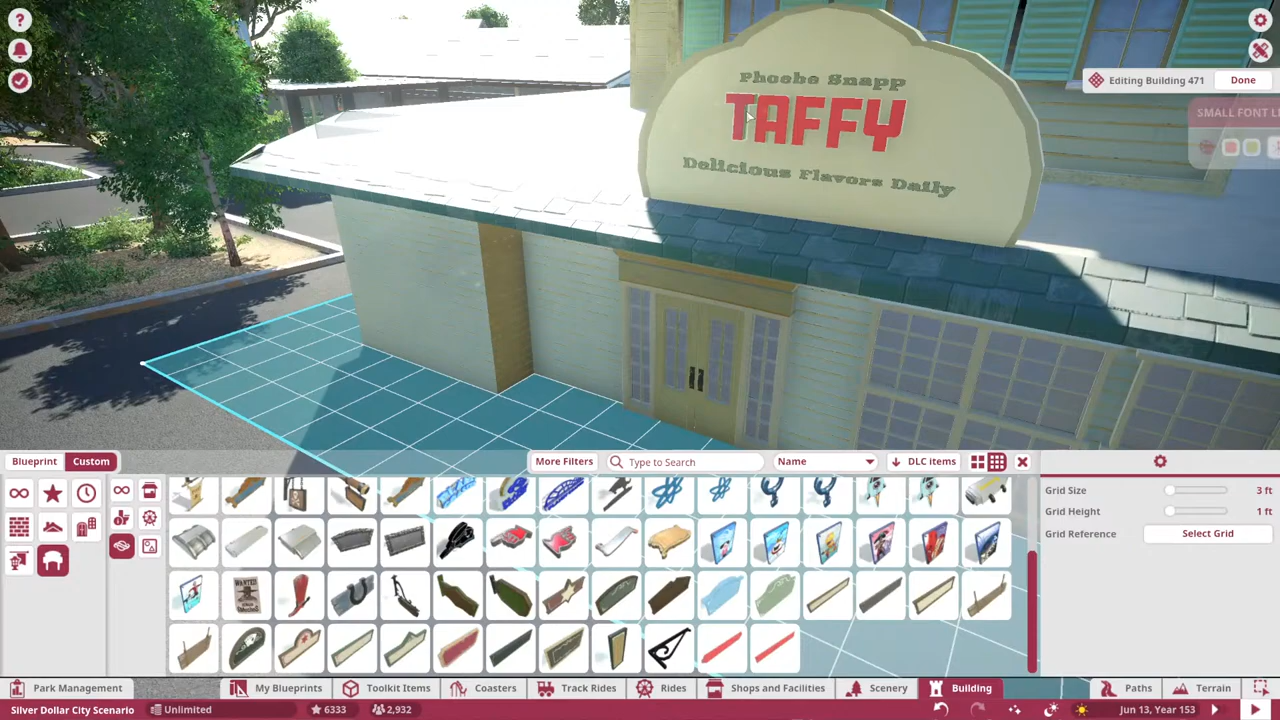 Editing Building 471
Done
SMALL FONT
Phoebe Snapp
TAFFY
Delicious Flavors Daily
Blueprint
Custom
More Filters
Type to Search
Name
DLC items
Grid Size
3 ft
Grid Height
1 ft
Grid Reference
Select Grid
WANTED
Park Management
My Blueprints
Toolkit Items
Coasters
Track Rides
Rides
Shops and Facilities
Scenery
Building
Paths
Terrain
Silver Dollar City Scenario
Unlimited
6333
2,932
Jun 13, Year 153